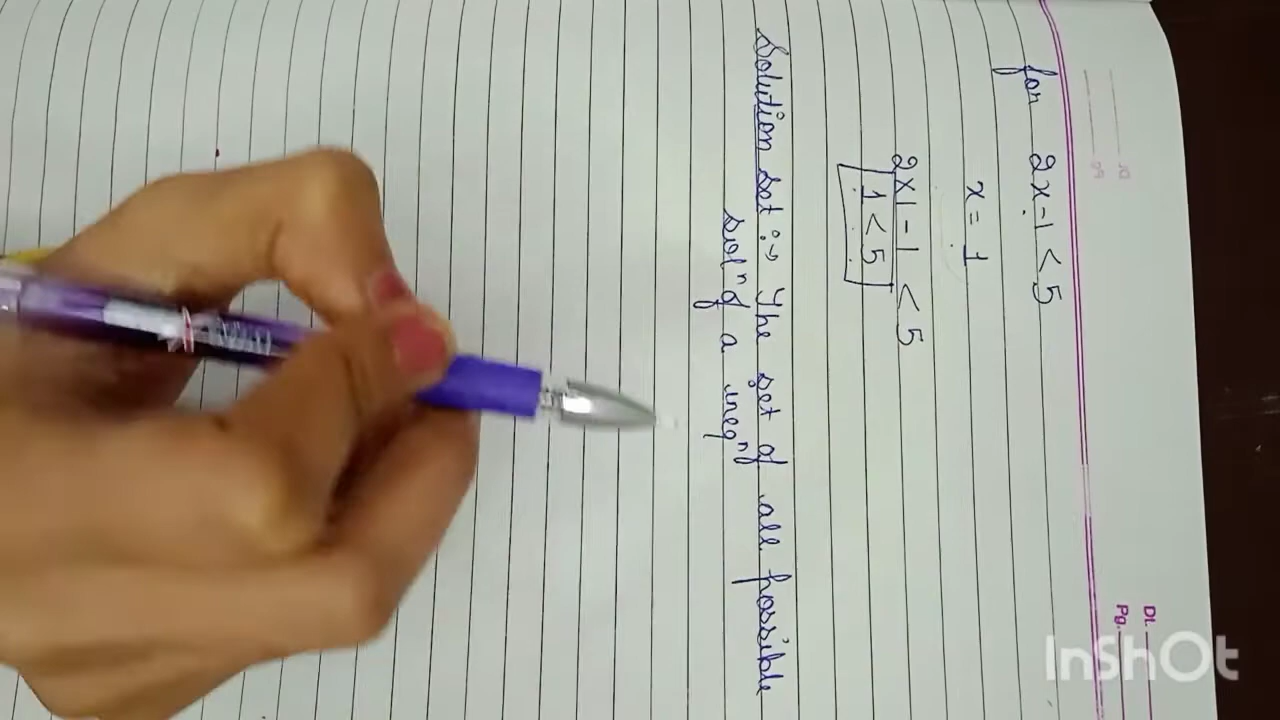 for 2x-1 < 5
x = 1
2x1 - 1 < 5
1 < 5
Solution set :→ The set of all possible
solⁿ of a ineqⁿ
Dt.
Pg.
InShOt